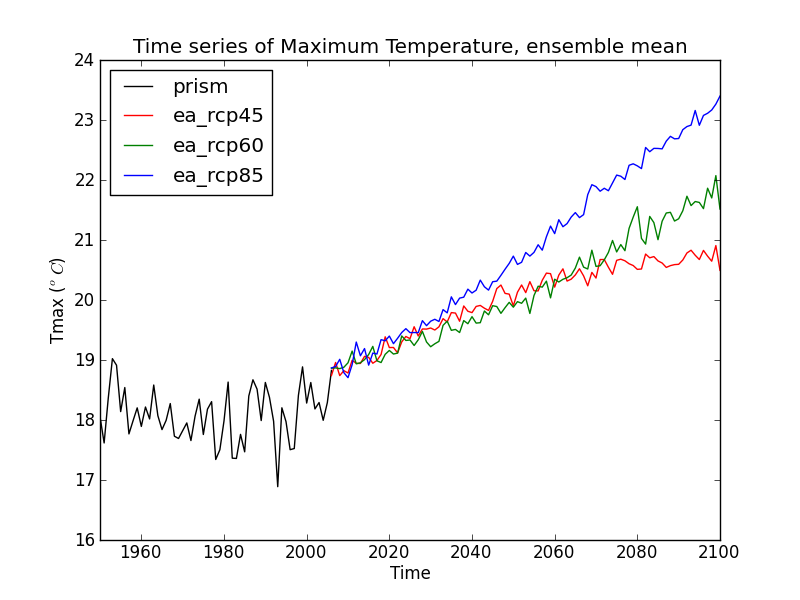 Time series of Maximum Temperature, ensemble mean
prism
ea_rcp45
ea_rcp60
ea_rcp85
24
23
22
21
20
19
18
17
16
Tmax (° C)
1960 1980 2000 2020 2040 2060 2080 2100
Time